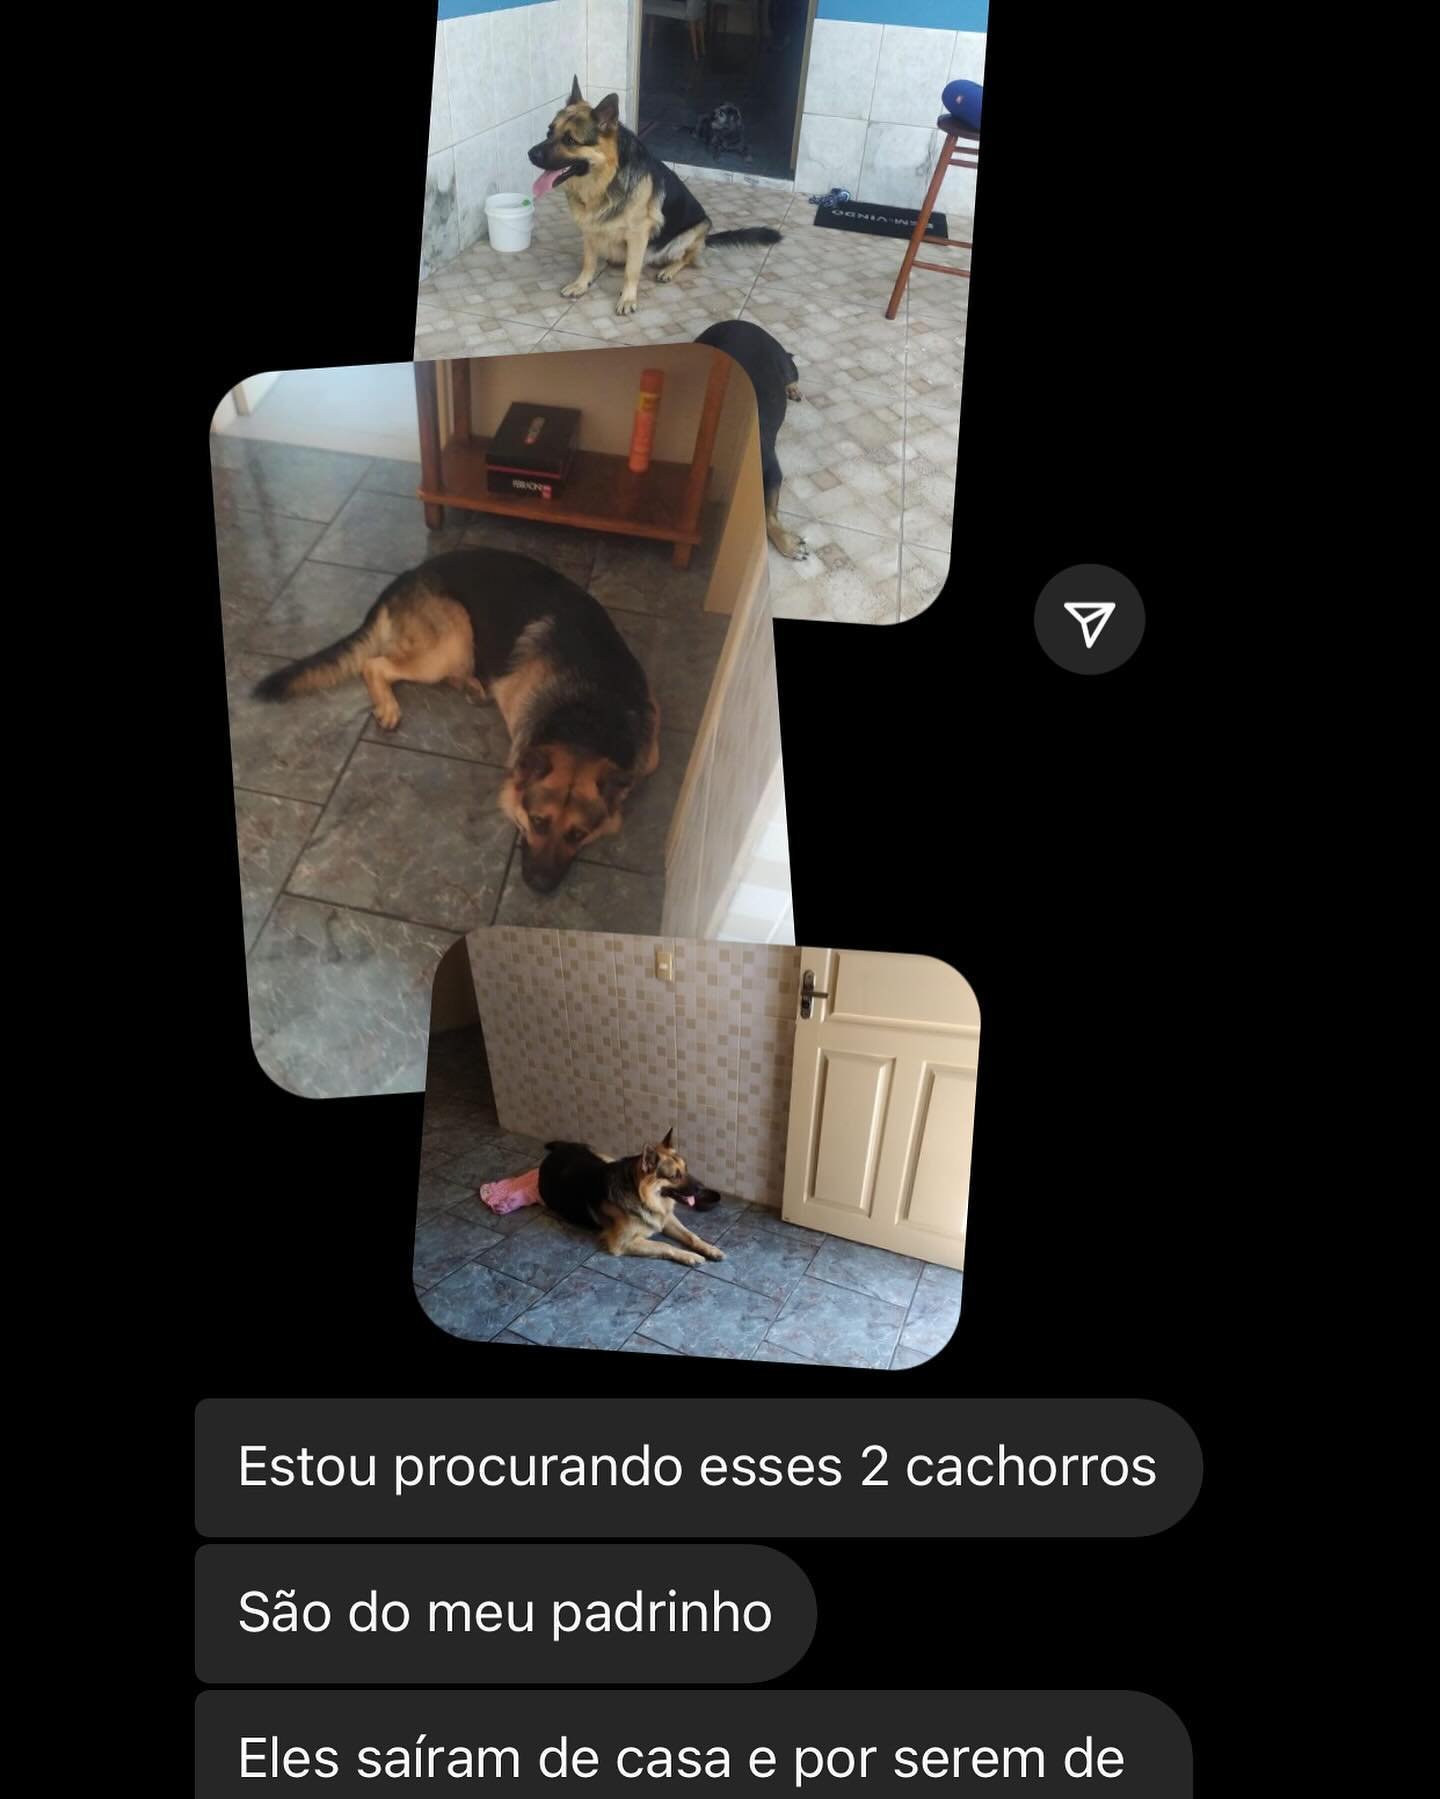 BEM-VINDO
Estou procurando esses 2 cachorros
São do meu padrinho
Eles saíram de casa e por serem de